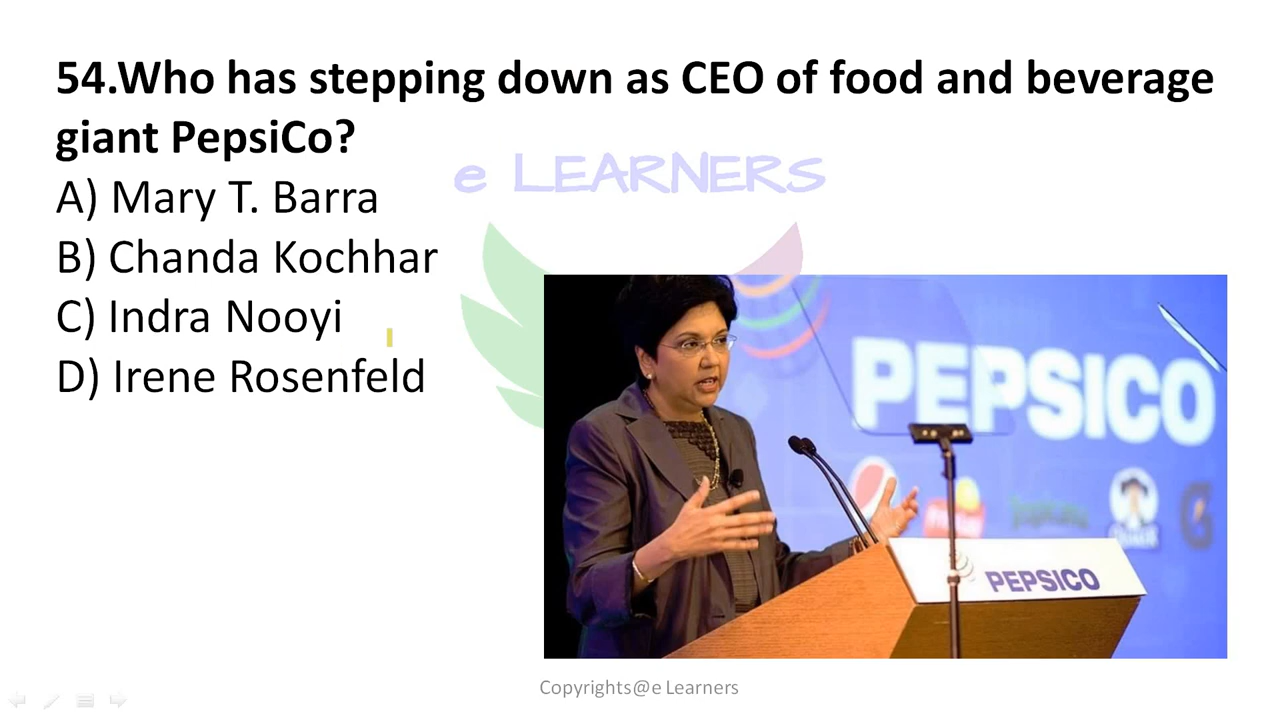 54.Who has stepping down as CEO of food and beverage
giant PepsiCo?
e LEARNERS
A) Mary T. Barra
B) Chanda Kochhar
C) Indra Nooyi
D) Irene Rosenfeld
PEPSICO
QUAKER
G
PEPSICO
Copyrights@e Learners